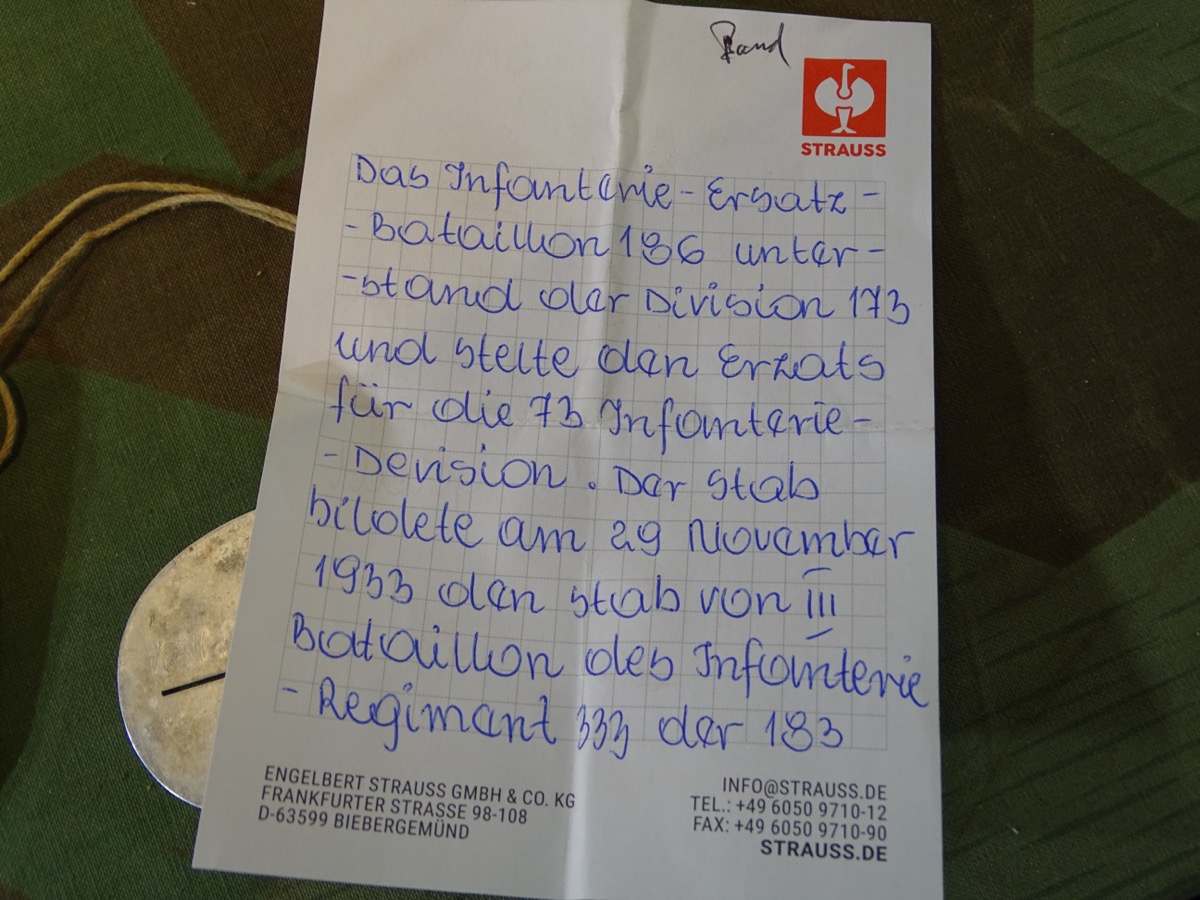 Band
STRAUSS
Das Infanterie-Ersatz-
-Bataillon 186 unter-
-stand der Division 173
und stelte den Erzats
für die 73 Infanterie-
-Devision. Der Stab
bildete am 29 November
1933 den Stab von III
Bataillon des Infanterie
-Regimant 333 der 183
ENGELBERT STRAUSS GMBH & CO. KG
FRANKFURTER STRASSE 98-108
D-63599 BIEBERGEMÜND
INFO@STRAUSS.DE
TEL.: +49 6050 9710-12
FAX: +49 6050 9710-90
STRAUSS.DE